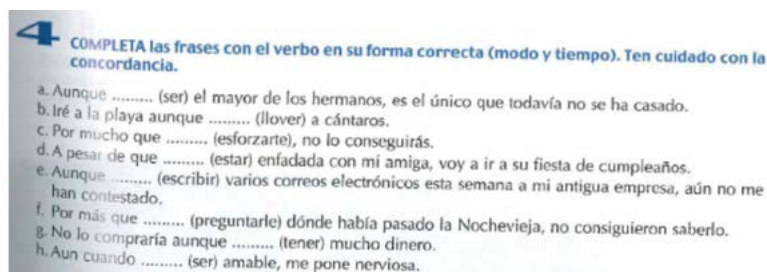 4
COMPLETA las frases con el verbo en su forma correcta (modo y tiempo). Ten cuidado con la
concordancia.
a. Aunque ......... (ser) el mayor de los hermanos, es el único que todavía no se ha casado.
b. Iré a la playa aunque ......... (llover) a cántaros.
c. Por mucho que ......... (esforzarte), no lo conseguirás.
d. A pesar de que ......... (estar) enfadada con mi amiga, voy a ir a su fiesta de cumpleaños.
e. Aunque ......... (escribir) varios correos electrónicos esta semana a mi antigua empresa, aún no me
han contestado.
f. Por más que ......... (preguntarle) dónde había pasado la Nochevieja, no consiguieron saberlo.
g. No lo compraría aunque ......... (tener) mucho dinero.
h. Aun cuando ......... (ser) amable, me pone nerviosa.